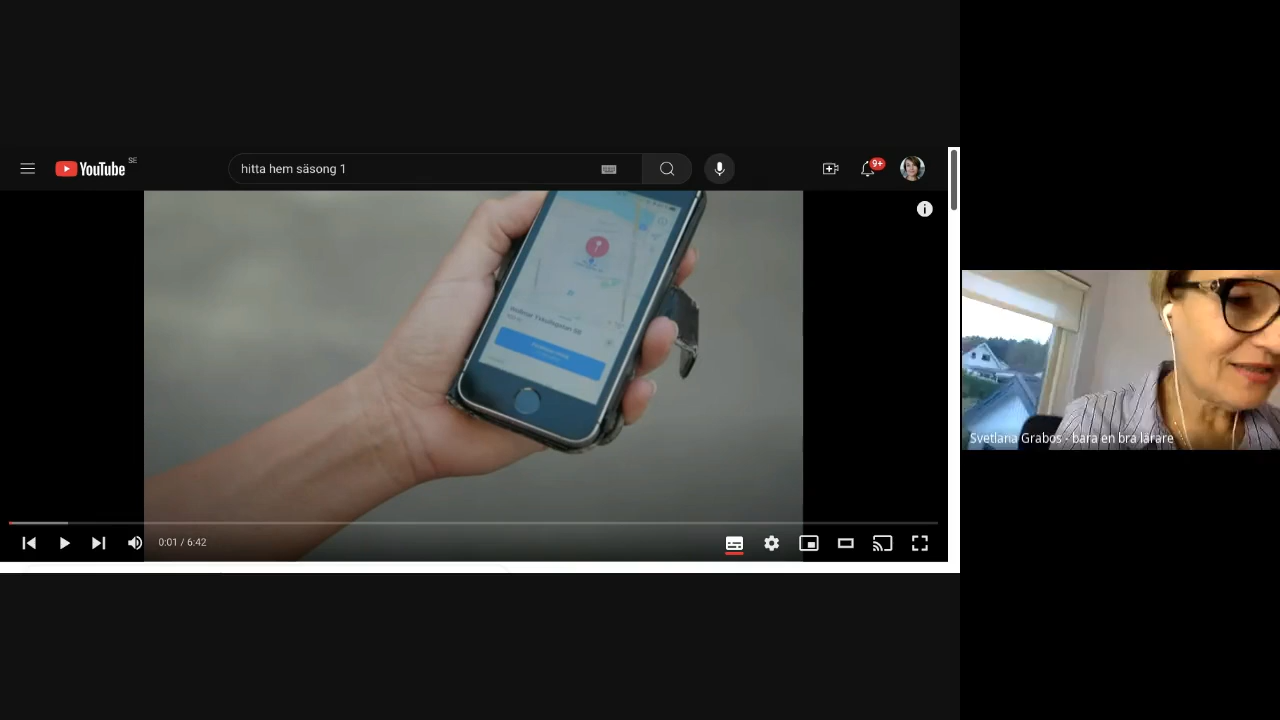 YouTube SE
hitta hem säsong 1
9+
0:01 / 6:42
Svetlana Grabos - bara en bra lärare